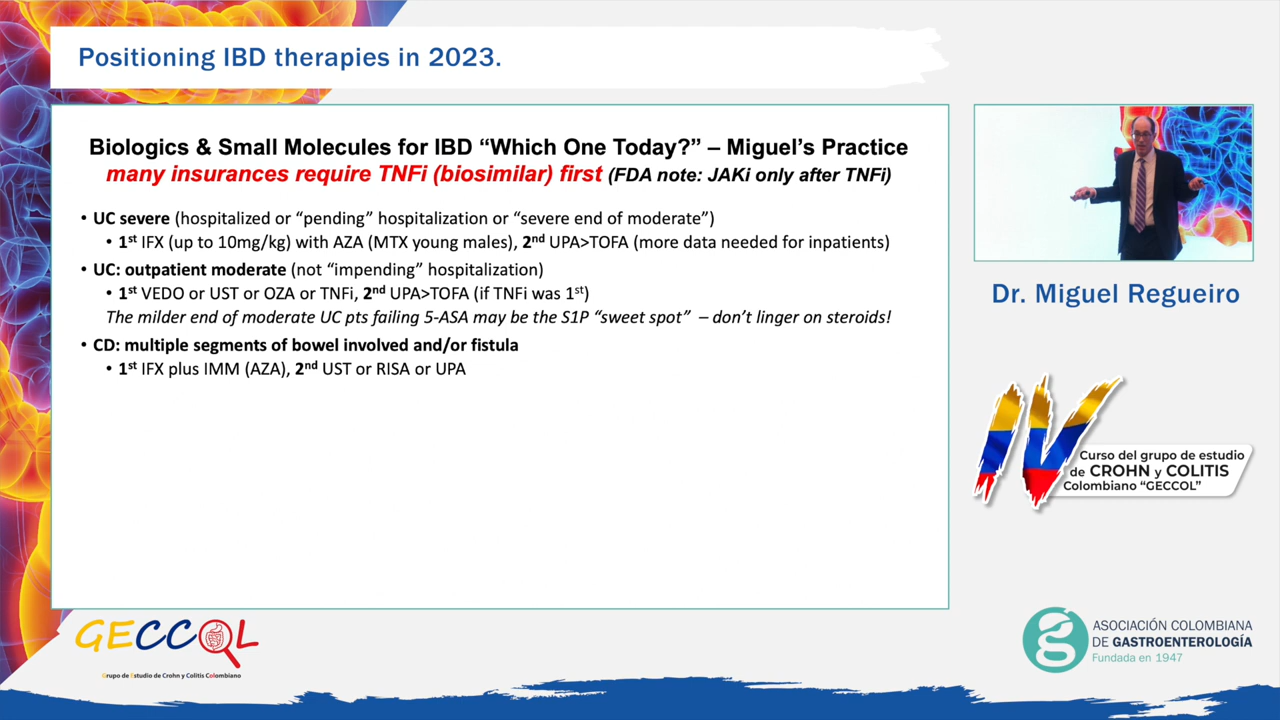 Positioning IBD therapies in 2023.
Biologics & Small Molecules for IBD “Which One Today?” – Miguel’s Practice
many insurances require TNFi (biosimilar) first (FDA note: JAKi only after TNFi)
• UC severe (hospitalized or “pending” hospitalization or “severe end of moderate”)
• 1st IFX (up to 10mg/kg) with AZA (MTX young males), 2nd UPA>TOFA (more data needed for inpatients)
• UC: outpatient moderate (not “impending” hospitalization)
• 1st VEDO or UST or OZA or TNFi, 2nd UPA>TOFA (if TNFi was 1st)
The milder end of moderate UC pts failing 5-ASA may be the S1P “sweet spot” – don’t linger on steroids!
• CD: multiple segments of bowel involved and/or fistula
• 1st IFX plus IMM (AZA), 2nd UST or RISA or UPA
Dr. Miguel Regueiro
IV
Curso del grupo de estudio
de CROHN y COLITIS
Colombiano “GECCOL”
GECCOL
Grupo de Estudio de Crohn y Colitis Colombiano
ASOCIACIÓN COLOMBIANA
DE GASTROENTEROLOGÍA
Fundada en 1947